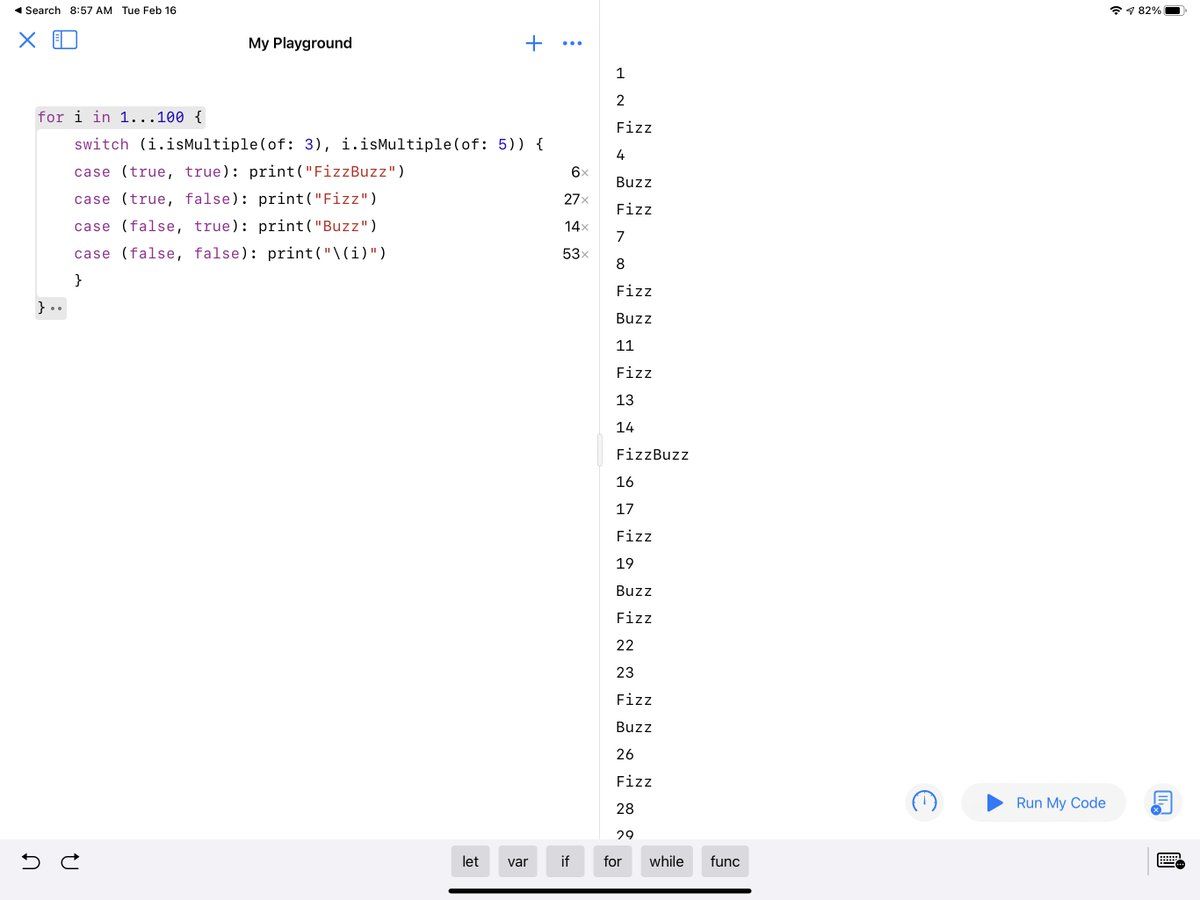 ◀ Search 8:57 AM Tue Feb 16
82%
My Playground
for i in 1...100 {
    switch (i.isMultiple(of: 3), i.isMultiple(of: 5)) {
    case (true, true): print("FizzBuzz")
6×
    case (true, false): print("Fizz")
27×
    case (false, true): print("Buzz")
14×
    case (false, false): print("\(i)")
53×
    }
}
1
2
Fizz
4
Buzz
Fizz
7
8
Fizz
Buzz
11
Fizz
13
14
FizzBuzz
16
17
Fizz
19
Buzz
Fizz
22
23
Fizz
Buzz
26
Fizz
28
29
Run My Code
let var if for while func